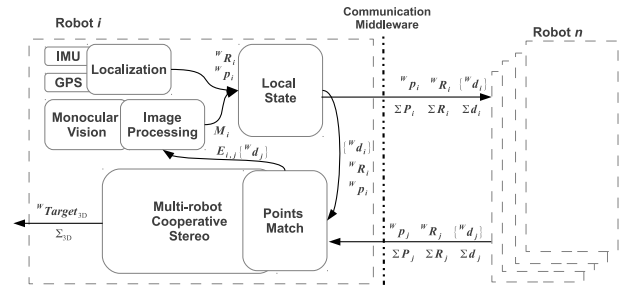 Robot i
Communication
Middleware
Robot n
IMU
GPS
Localization
ᵂRᵢ
ᵂpᵢ
Local
State
Monocular
Vision
Image
Processing
Mᵢ
ᵂpᵢ ᵂRᵢ {ᵂdᵢ}
ΣPᵢ ΣRᵢ Σdᵢ
Eᵢ,ⱼ{ᵂdⱼ}
{ᵂdᵢ}
ᵂRᵢ
ᵂpᵢ
Multi-robot
Cooperative
Stereo
Points
Match
ᵂTarget₃D
Σ₃D
ᵂpⱼ ᵂRⱼ {ᵂdⱼ}
ΣPⱼ ΣRⱼ Σdⱼ